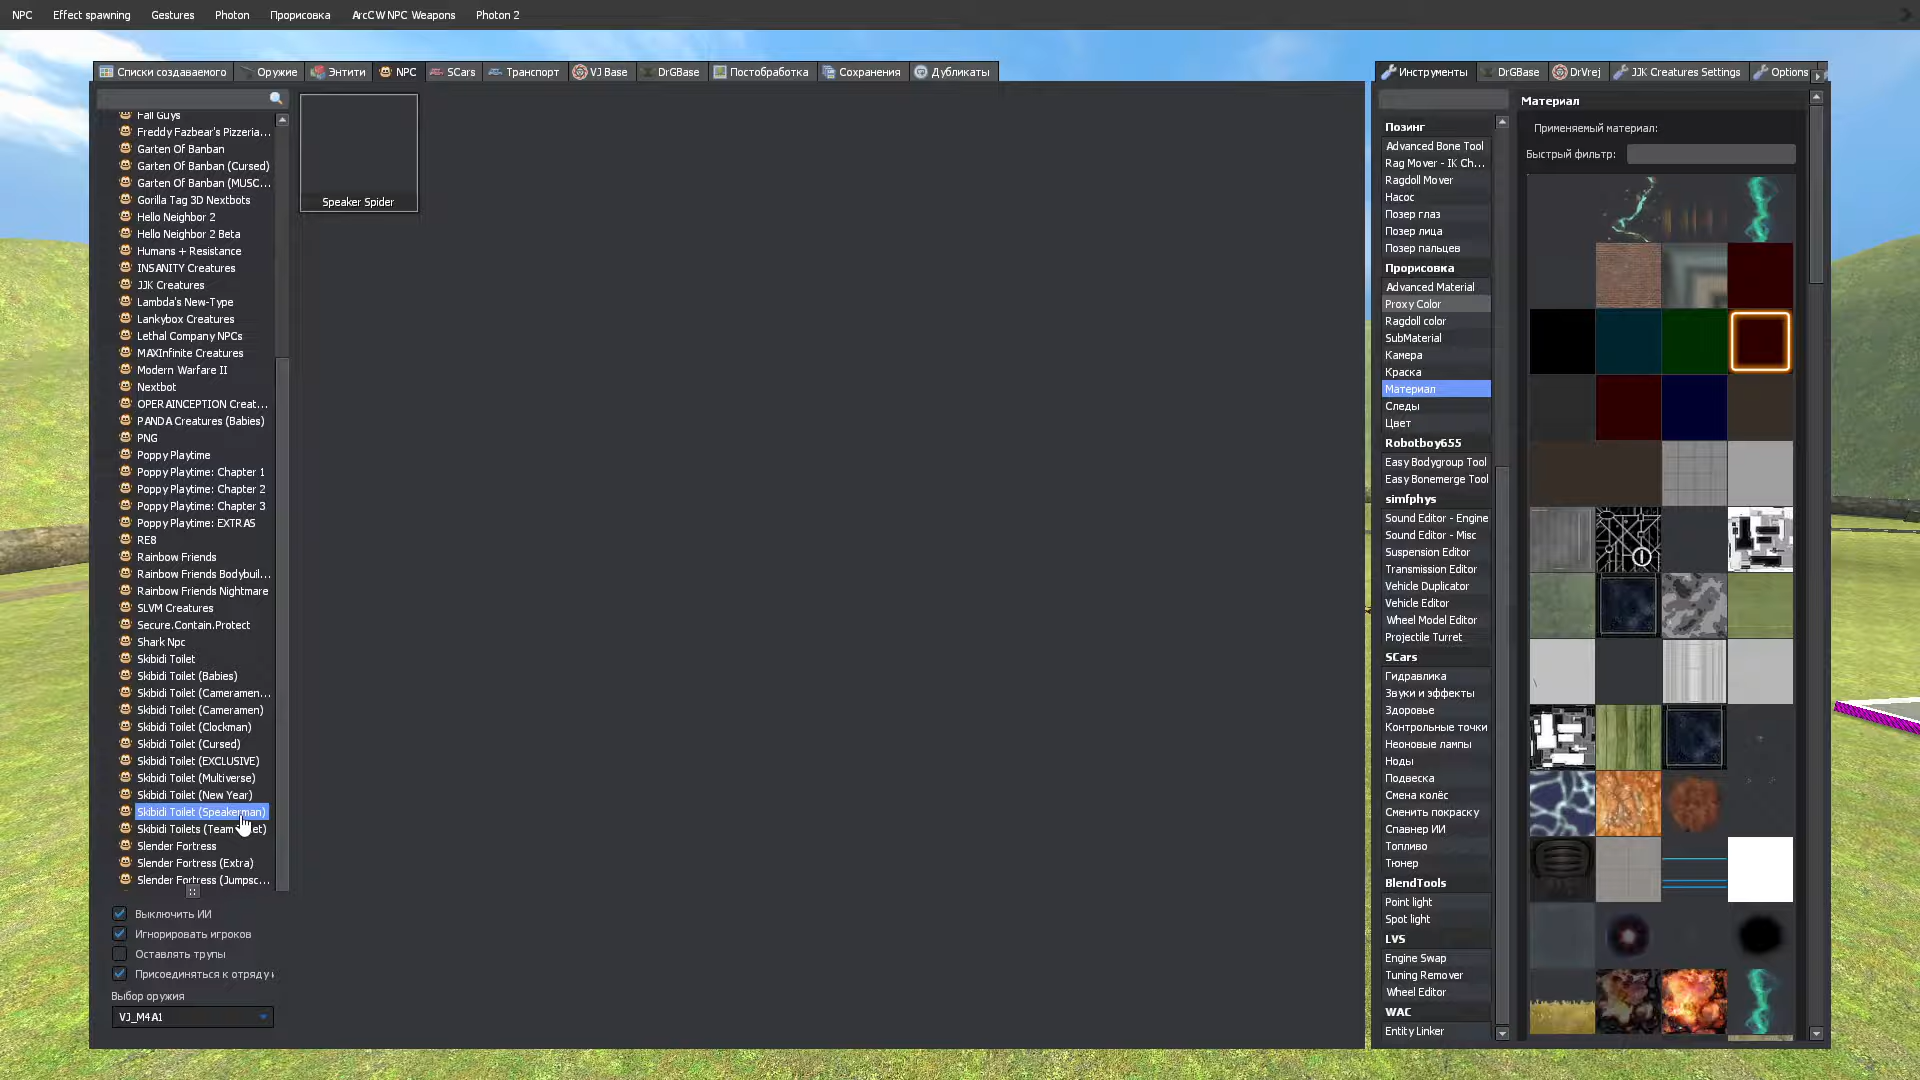 NPC
Effect spawning
Gestures
Photon
Прорисовка
ArcCW NPC Weapons
Photon 2
Списки создаваемого
Оружие
Энтити
NPC
SCars
Транспорт
VJ Base
DrGBase
Постобработка
Сохранения
Дубликаты
Fall Guys
Freddy Fazbear's Pizzeria...
Garten Of Banban
Garten Of Banban (Cursed)
Garten Of Banban (MUSC...
Gorilla Tag 3D Nextbots
Hello Neighbor 2
Hello Neighbor 2 Beta
Humans + Resistance
INSANITY Creatures
JJK Creatures
Lambda's New-Type
Lankybox Creatures
Lethal Company NPCs
MAXInfinite Creatures
Modern Warfare II
Nextbot
OPERAINCEPTION Creat...
PANDA Creatures (Babies)
PNG
Poppy Playtime
Poppy Playtime: Chapter 1
Poppy Playtime: Chapter 2
Poppy Playtime: Chapter 3
Poppy Playtime: EXTRAS
RE8
Rainbow Friends
Rainbow Friends Bodybuil...
Rainbow Friends Nightmare
SLVM Creatures
Secure.Contain.Protect
Shark Npc
Skibidi Toilet
Skibidi Toilet (Babies)
Skibidi Toilet (Cameramen...
Skibidi Toilet (Cameramen)
Skibidi Toilet (Clockman)
Skibidi Toilet (Cursed)
Skibidi Toilet (EXCLUSIVE)
Skibidi Toilet (Multiverse)
Skibidi Toilet (New Year)
Skibidi Toilet (Speakerman)
Skibidi Toilets (Team
Slender Fortress
Slender Fortress (Extra)
Slender Fortress (Jumpsc...
Выключить ИИ
Игнорировать игроков
Оставлять трупы
Присоединяться к отряду и
Выбор оружия
VJ_M4A1
Speaker Spider
Инструменты
DrGBase
DrVrej
JJK Creatures Settings
Options
Позинг
Advanced Bone Tool
Rag Mover - IK Ch...
Ragdoll Mover
Насос
Позер глаз
Позер лица
Позер пальцев
Прорисовка
Advanced Material
Proxy Color
Ragdoll color
SubMaterial
Камера
Краска
Материал
Следы
Цвет
Robotboy655
Easy Bodygroup Tool
Easy Bonemerge Tool
simfphys
Sound Editor - Engine
Sound Editor - Misc
Suspension Editor
Transmission Editor
Vehicle Duplicator
Vehicle Editor
Wheel Model Editor
Projectile Turret
SCars
Гидравлика
Звуки и эффекты
Здоровье
Контрольные точки
Неоновые лампы
Ноды
Подвеска
Смена колёс
Сменить покраску
Спавнер ИИ
Топливо
Тюнер
BlendTools
Point light
Spot light
LVS
Engine Swap
Tuning Remover
Wheel Editor
WAC
Entity Linker
Материал
Применяемый материал:
Быстрый фильтр: